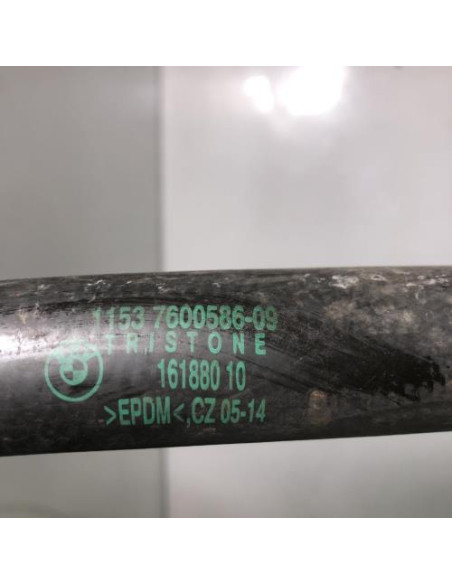 1153 7600586-09
TRISTONE
161880 10
>EPDM<,CZ 05-14